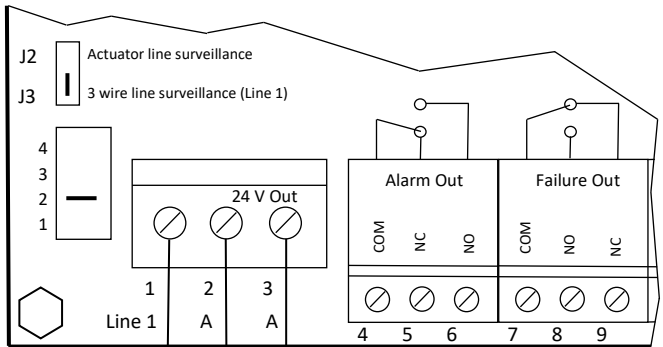 J2
Actuator line surveillance
J3
3 wire line surveillance (Line 1)
4
3
2
1
24 V Out
Alarm Out
Failure Out
COM
NC
NO
COM
NO
NC
1
2
3
Line 1
A
A
4
5
6
7
8
9